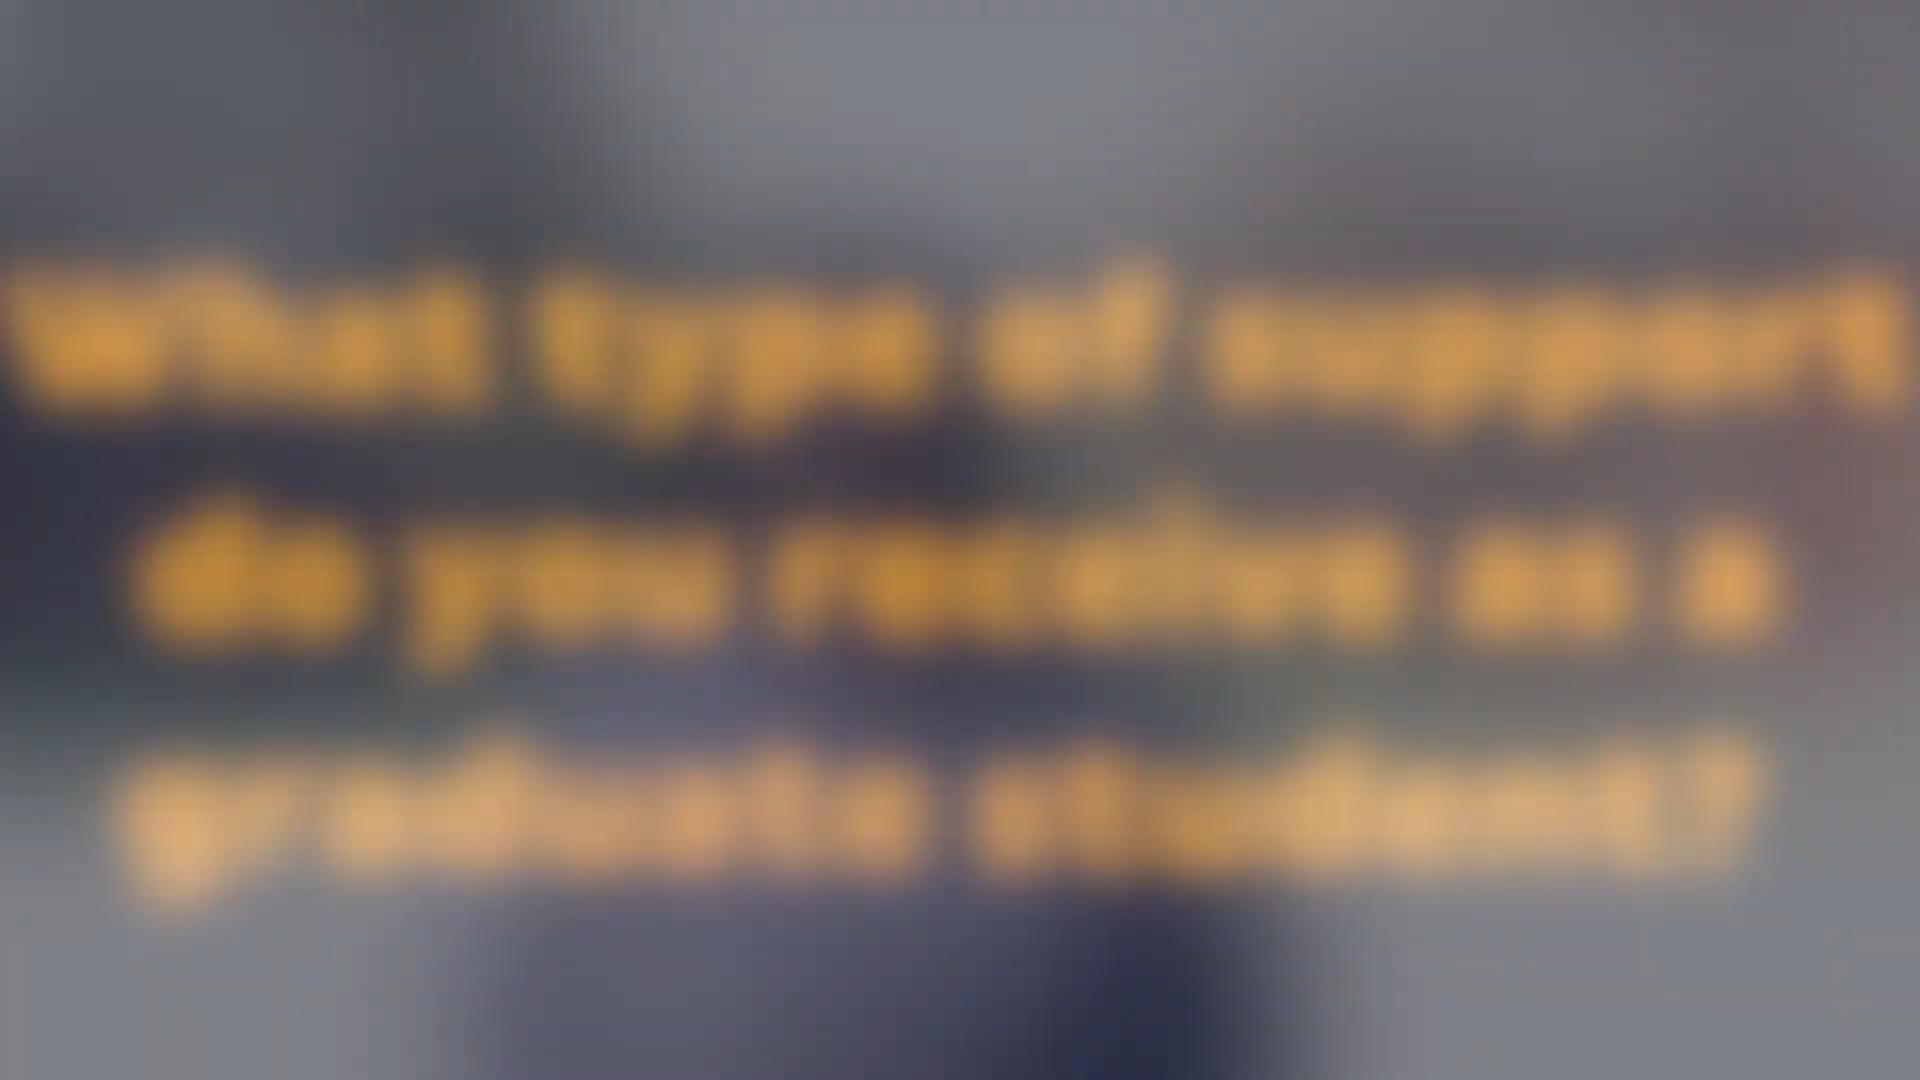 What type of support
do you receive as a
graduate student?